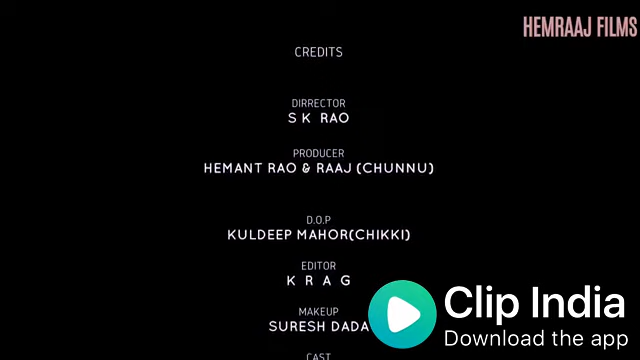 HEMRAAJ FILMS
CREDITS
DIRRECTOR
S K RAO
PRODUCER
HEMANT RAO & RAAJ (CHUNNU)
D.O.P
KULDEEP MAHOR(CHIKKI)
EDITOR
K R A G
MAKEUP
SURESH DADA
Clip India
Download the app
CAST